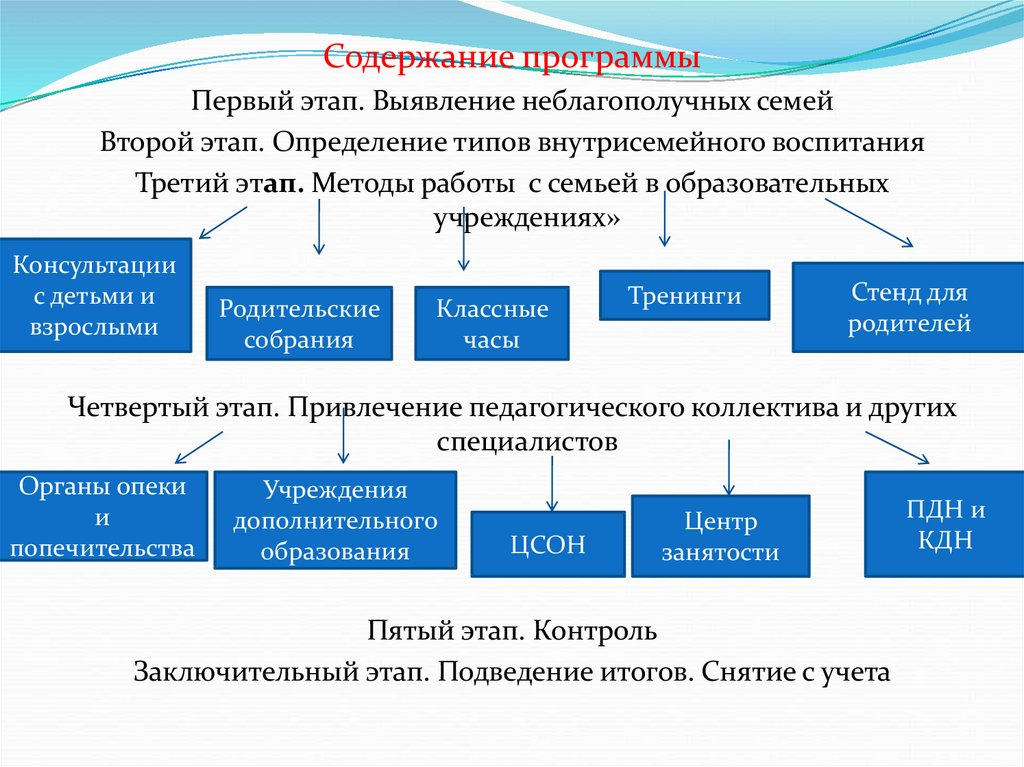 Содержание программы
Первый этап. Выявление неблагополучных семей
Второй этап. Определение типов внутрисемейного воспитания
Третий этап. Методы работы с семьей в образовательных
учреждениях»
Консультации
с детьми и
взрослыми
Родительские
собрания
Классные
часы
Тренинги
Стенд для
родителей
Четвертый этап. Привлечение педагогического коллектива и других
специалистов
Органы опеки
и
попечительства
Учреждения
дополнительного
образования
ЦСОН
Центр
занятости
ПДН и
КДН
Пятый этап. Контроль
Заключительный этап. Подведение итогов. Снятие с учета